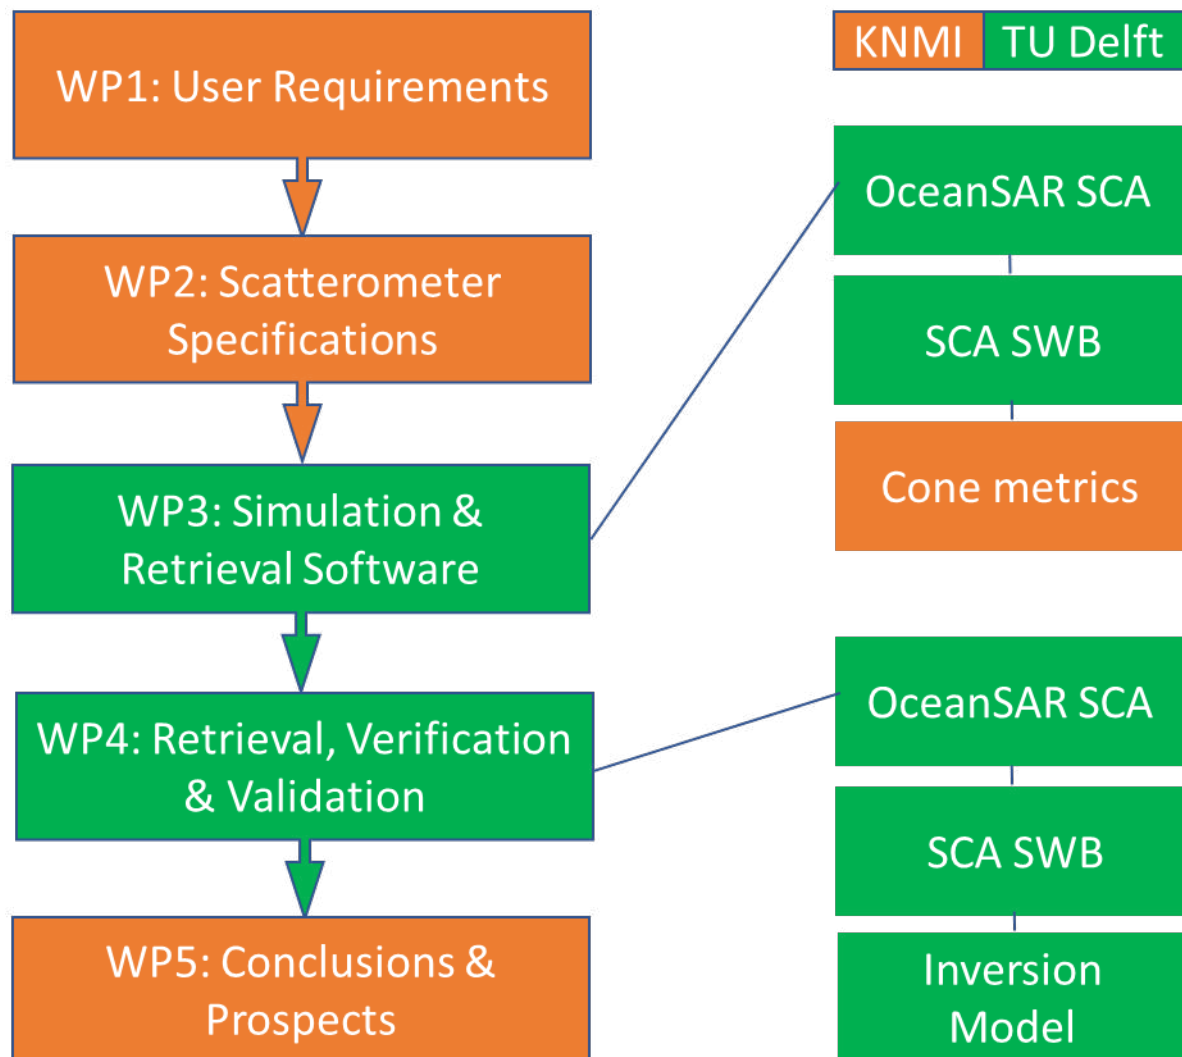 KNMI TU Delft
WP1: User Requirements
WP2: Scatterometer
Specifications
WP3: Simulation &
Retrieval Software
WP4: Retrieval, Verification
& Validation
WP5: Conclusions &
Prospects
OceanSAR SCA
SCA SWB
Cone metrics
OceanSAR SCA
SCA SWB
Inversion
Model